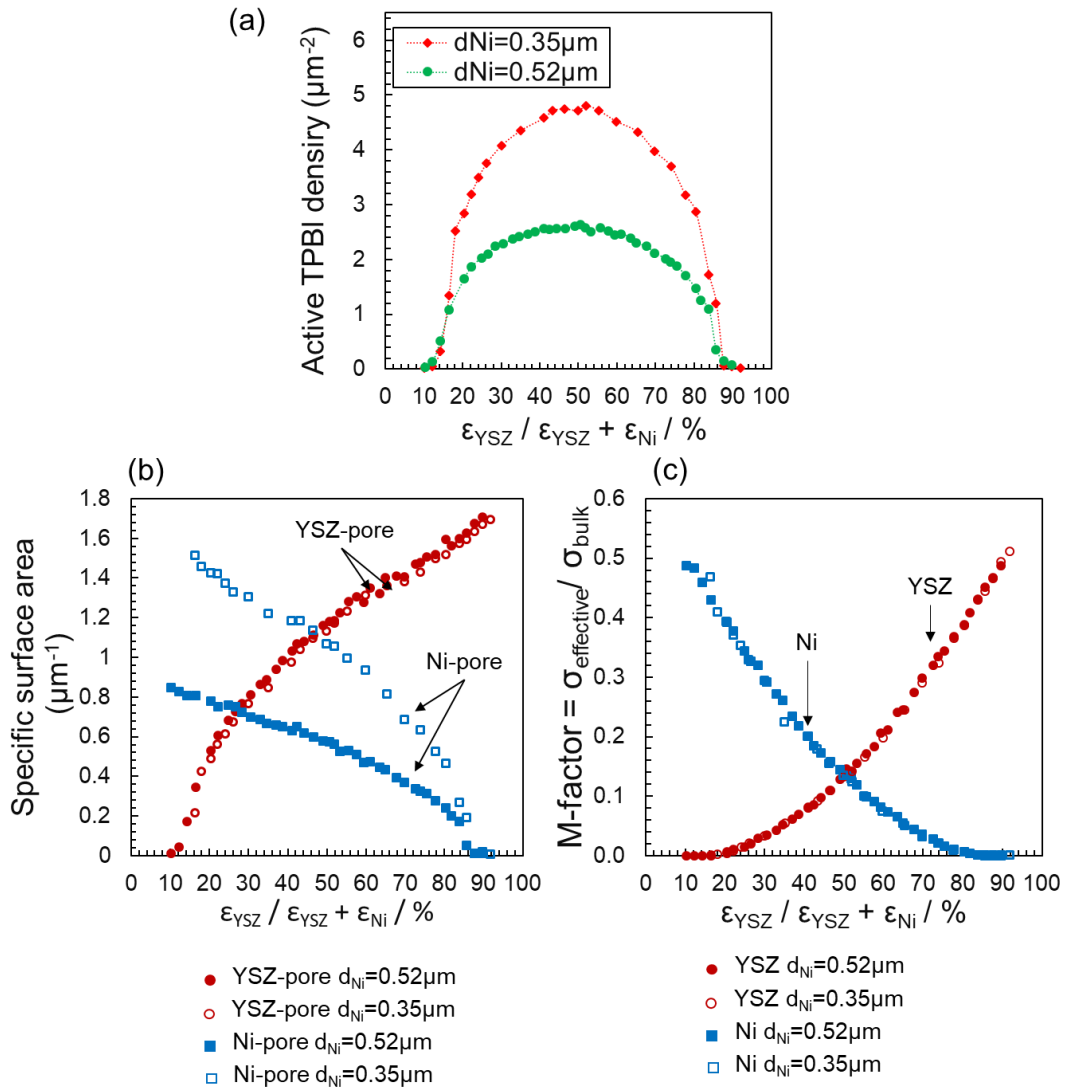 (a)
Active TPBI densiry (μm⁻²)
6
5
4
3
2
1
0
dNi=0.35μm
dNi=0.52μm
0 10 20 30 40 50 60 70 80 90 100
εYSZ / εYSZ + εNi / %
(b)
Specific surface area
(μm⁻¹)
1.8
1.6
1.4
1.2
1
0.8
0.6
0.4
0.2
0
YSZ-pore
Ni-pore
0 10 20 30 40 50 60 70 80 90 100
εYSZ / εYSZ + εNi / %
YSZ-pore dNi=0.52μm
YSZ-pore dNi=0.35μm
Ni-pore dNi=0.52μm
Ni-pore dNi=0.35μm
(c)
M-factor = σeffective/ σbulk
0.6
0.5
0.4
0.3
0.2
0.1
0.0
YSZ
Ni
0 10 20 30 40 50 60 70 80 90 100
εYSZ / εYSZ + εNi / %
YSZ dNi=0.52μm
YSZ dNi=0.35μm
Ni dNi=0.52μm
Ni dNi=0.35μm